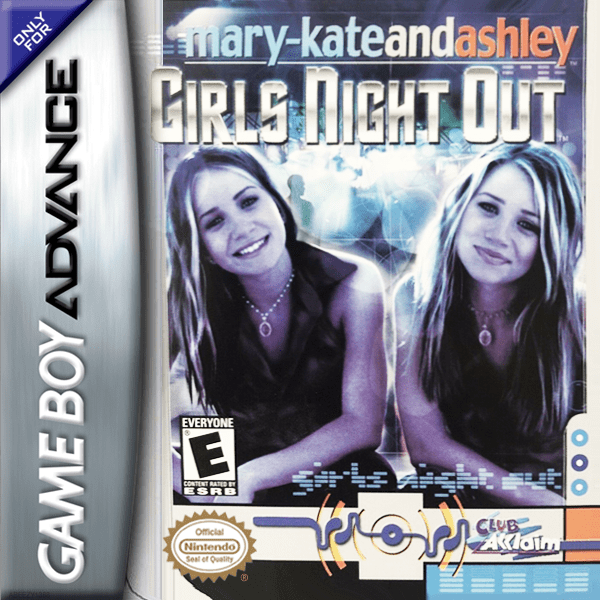 ONLY
FOR
GAME BOY ADVANCE
mary-kateandashley
GIRLS NIGHT OUT
TM
EVERYONE
E
CONTENT RATED BY
ESRB
girls night out
Official
Nintendo
Seal of Quality
®
CLUB
Acclaim